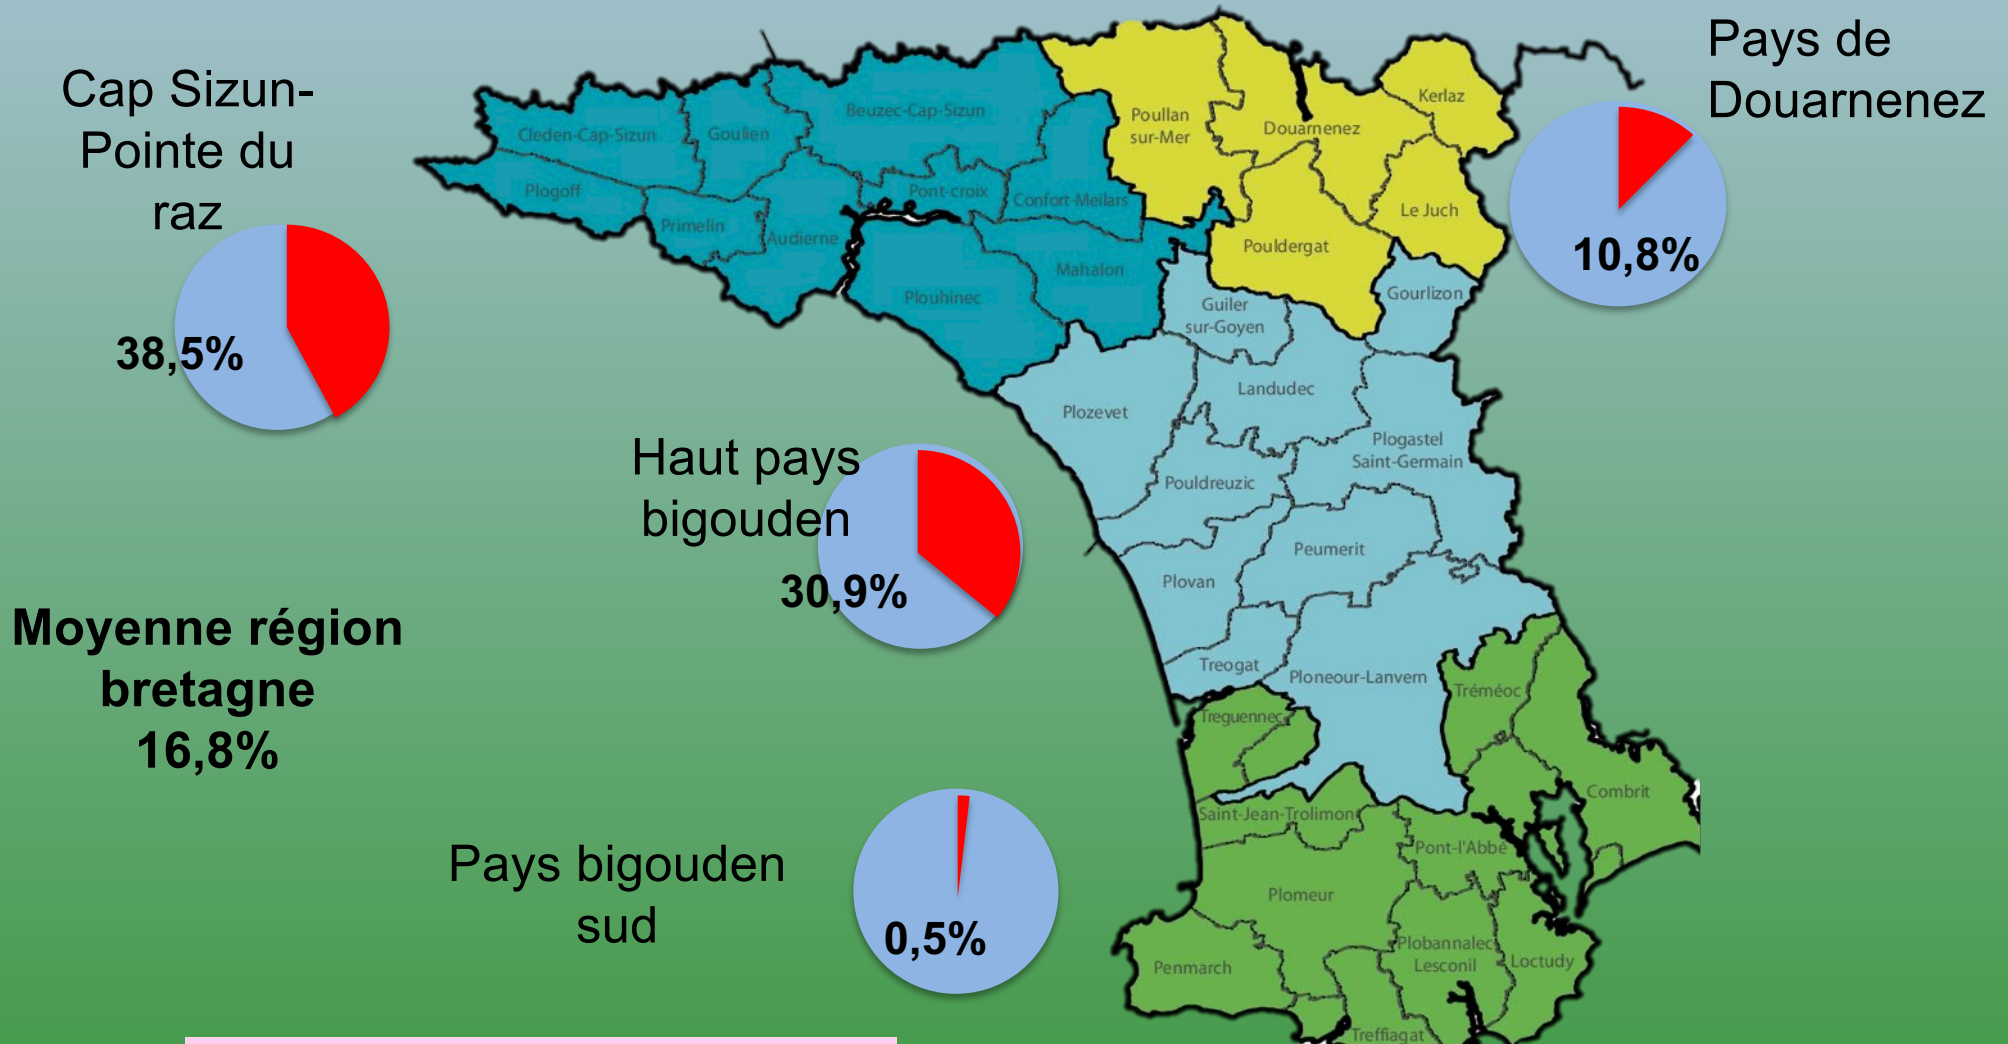 Cap Sizun-
Pointe du
raz
38,5%
Pays de
Douarnenez
10,8%
Haut pays
bigouden
30,9%
Moyenne région
bretagne
16,8%
Pays bigouden
sud
0,5%
Cleden-Cap-Sizun
Goulien
Beuzec-Cap-Sizun
Plogoff
Primelin
Audierne
Pont-croix
Confort-Meilars
Mahalon
Plouhinec
Poullan
sur-Mer
Douarnenez
Kerlaz
Le Juch
Pouldergat
Gourlizon
Guiler
sur-Goyen
Landudec
Plozevet
Plogastel
Saint-Germain
Pouldreuzic
Peumerit
Plovan
Treogat
Ploneour-Lanvern
Tréméoc
Treguennec
Combrit
Saint-Jean-Trolimon
Pont-l'Abbé
Plomeur
Plobannalec
Lesconil
Loctudy
Penmarch
Treffiagat